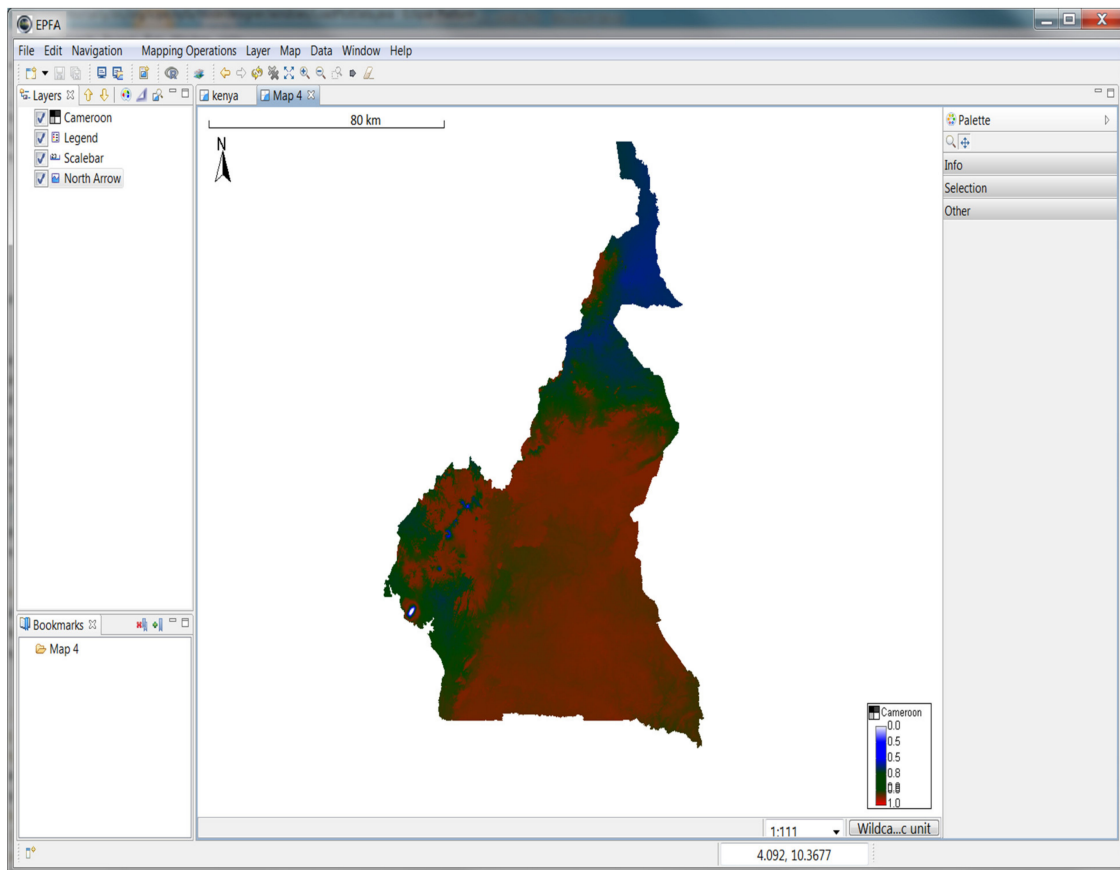 EPFA
File Edit Navigation Mapping Operations Layer Map Data Window Help
Layers
kenya
Map 4
Cameroon
Legend
Scalebar
North Arrow
80 km
N
Palette
Info
Selection
Other
Bookmarks
Map 4
Cameroon
0.0
0.5
0.5
0.8
1.0
1:111
Wildca...c unit
4.092, 10.3677